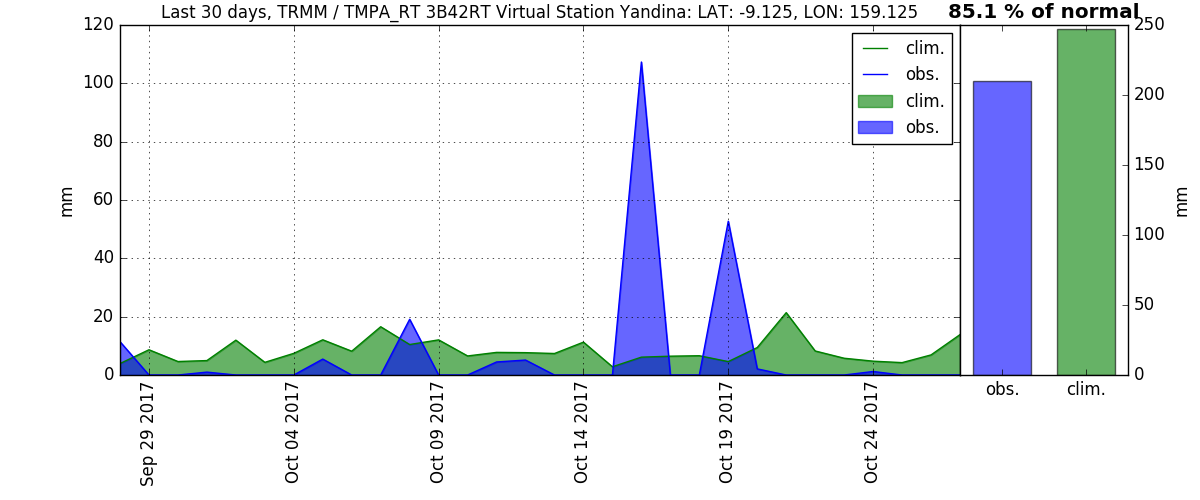 Last 30 days, TRMM / TMPA_RT 3B42RT Virtual Station Yandina: LAT: -9.125, LON: 159.125
85.1 % of normal
120
100
80
60
40
20
0
mm
clim.
obs.
clim.
obs.
Sep 29 2017
Oct 04 2017
Oct 09 2017
Oct 14 2017
Oct 19 2017
Oct 24 2017
250
200
150
100
50
0
mm
obs.
clim.